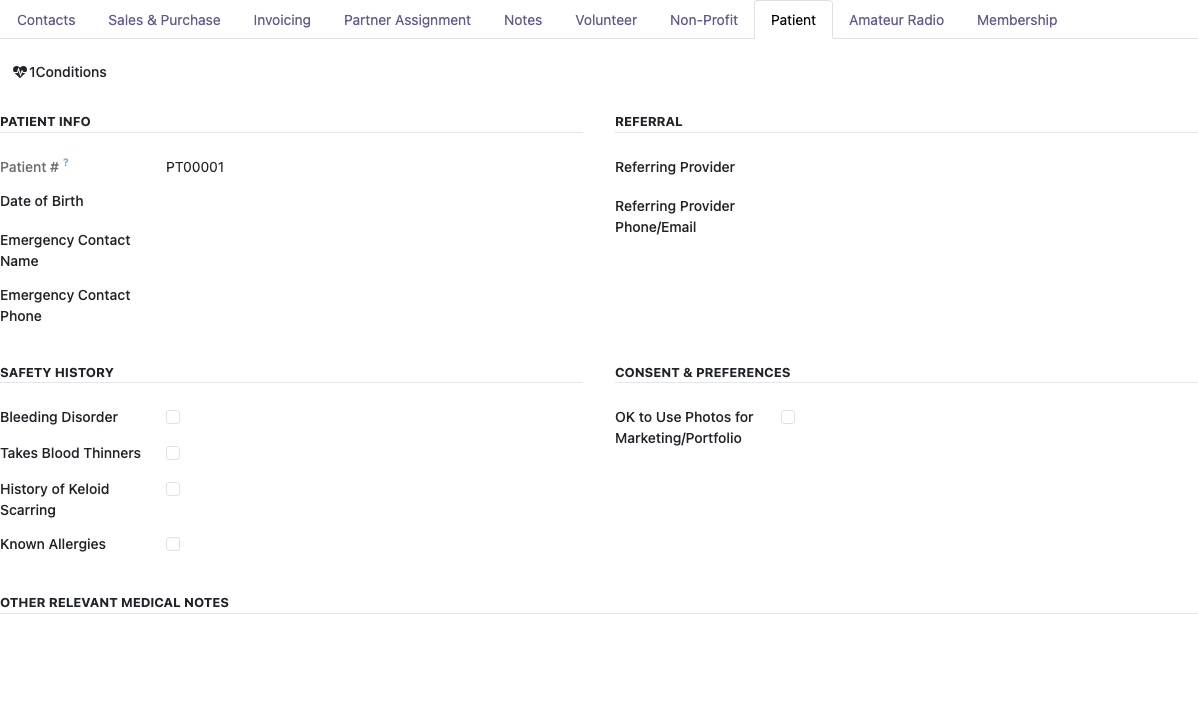 Contacts Sales & Purchase Invoicing Partner Assignment Notes Volunteer Non-Profit Patient Amateur Radio Membership
1Conditions
PATIENT INFO
Patient # ? PT00001
Date of Birth
Emergency Contact
Name
Emergency Contact
Phone
REFERRAL
Referring Provider
Referring Provider
Phone/Email
SAFETY HISTORY
Bleeding Disorder
Takes Blood Thinners
History of Keloid
Scarring
Known Allergies
CONSENT & PREFERENCES
OK to Use Photos for
Marketing/Portfolio
OTHER RELEVANT MEDICAL NOTES